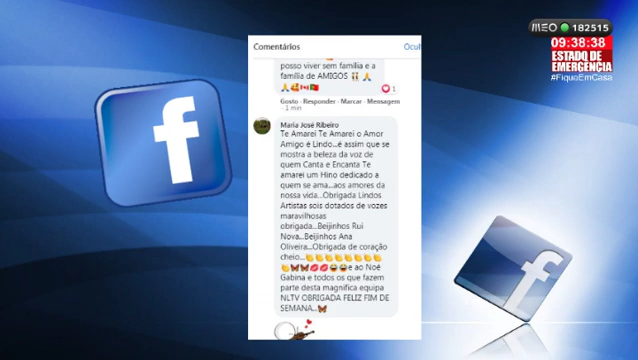 MEO 182515
09:38:38
ESTADO DE
EMERGÊNCIA
#FiqueEmCasa
Comentários Ocul
posso viver sem família e a
família de AMIGOS 👯 🙏
🙏🥰🇨🇦🇵🇹
1
Gosto · Responder · Marcar · Mensagem
· 1 min
Maria José Ribeiro
Te Amarei Te Amarei o Amor
Amigo é Lindo...é assim que se
mostra a beleza da voz de
quem Canta e Encanta Te
amarei um Hino dedicado a
quem se ama...aos amores da
nossa vida...Obrigada Lindos
Artistas sois dotados de vozes
maravilhosas
obrigada...Beijinhos Rui
Nova...Beijinhos Ana
Oliveira...Obrigada de coração
cheio...👏👏👏👏👏👏👏👏
👏🦋🦋💋💋😄😄e ao Noé
Gabina e todos os que fazem
parte desta magnifica equipa
NLTV OBRIGADA FELIZ FIM DE
SEMANA...🦋
f
f